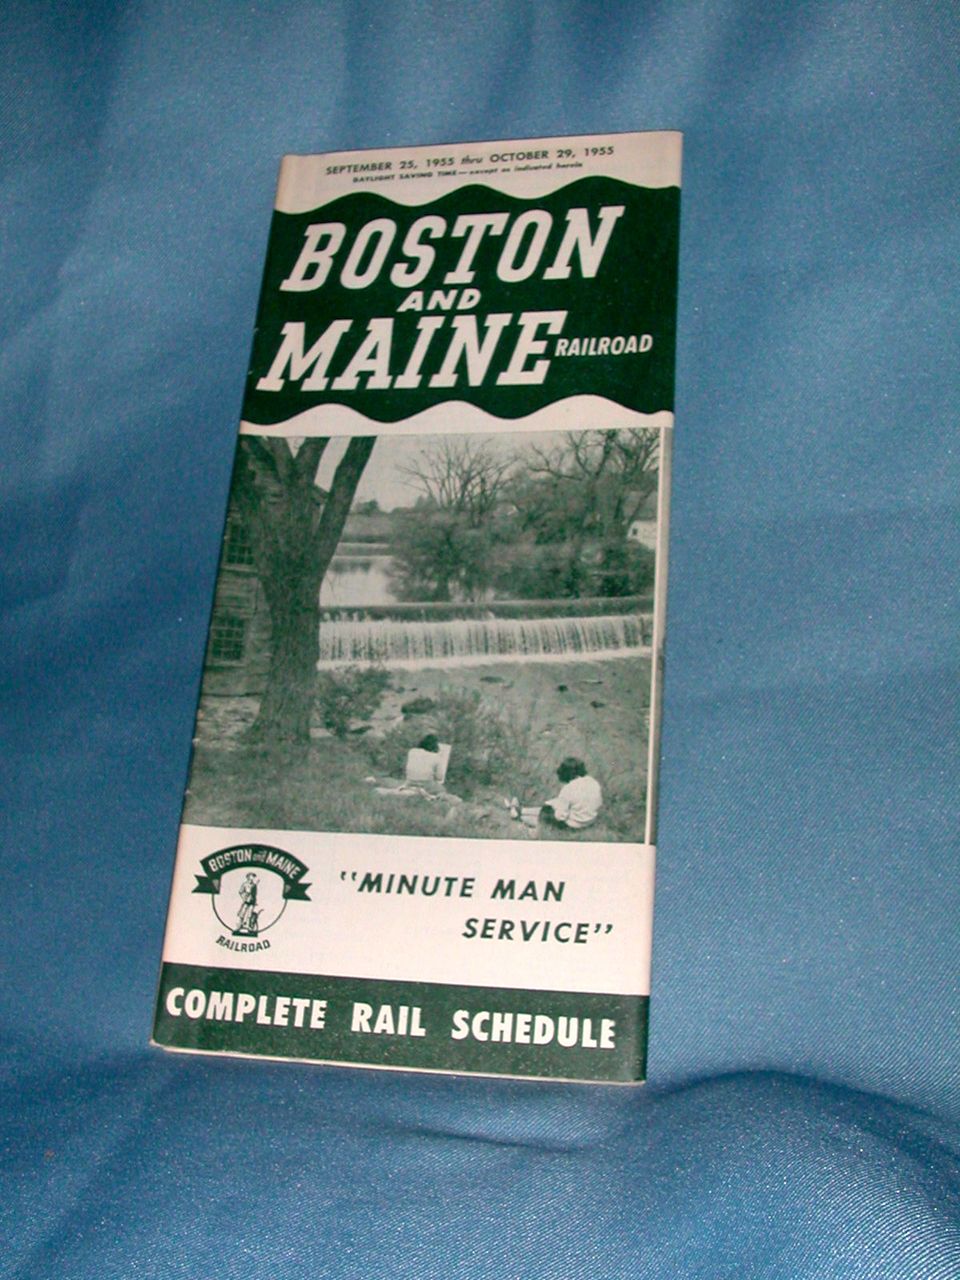 SEPTEMBER 25, 1955 thru OCTOBER 29, 1955
DAYLIGHT SAVING TIME — except as indicated herein
BOSTON
AND
MAINE RAILROAD
BOSTON and MAINE
RAILROAD
"MINUTE MAN
SERVICE"
COMPLETE RAIL SCHEDULE